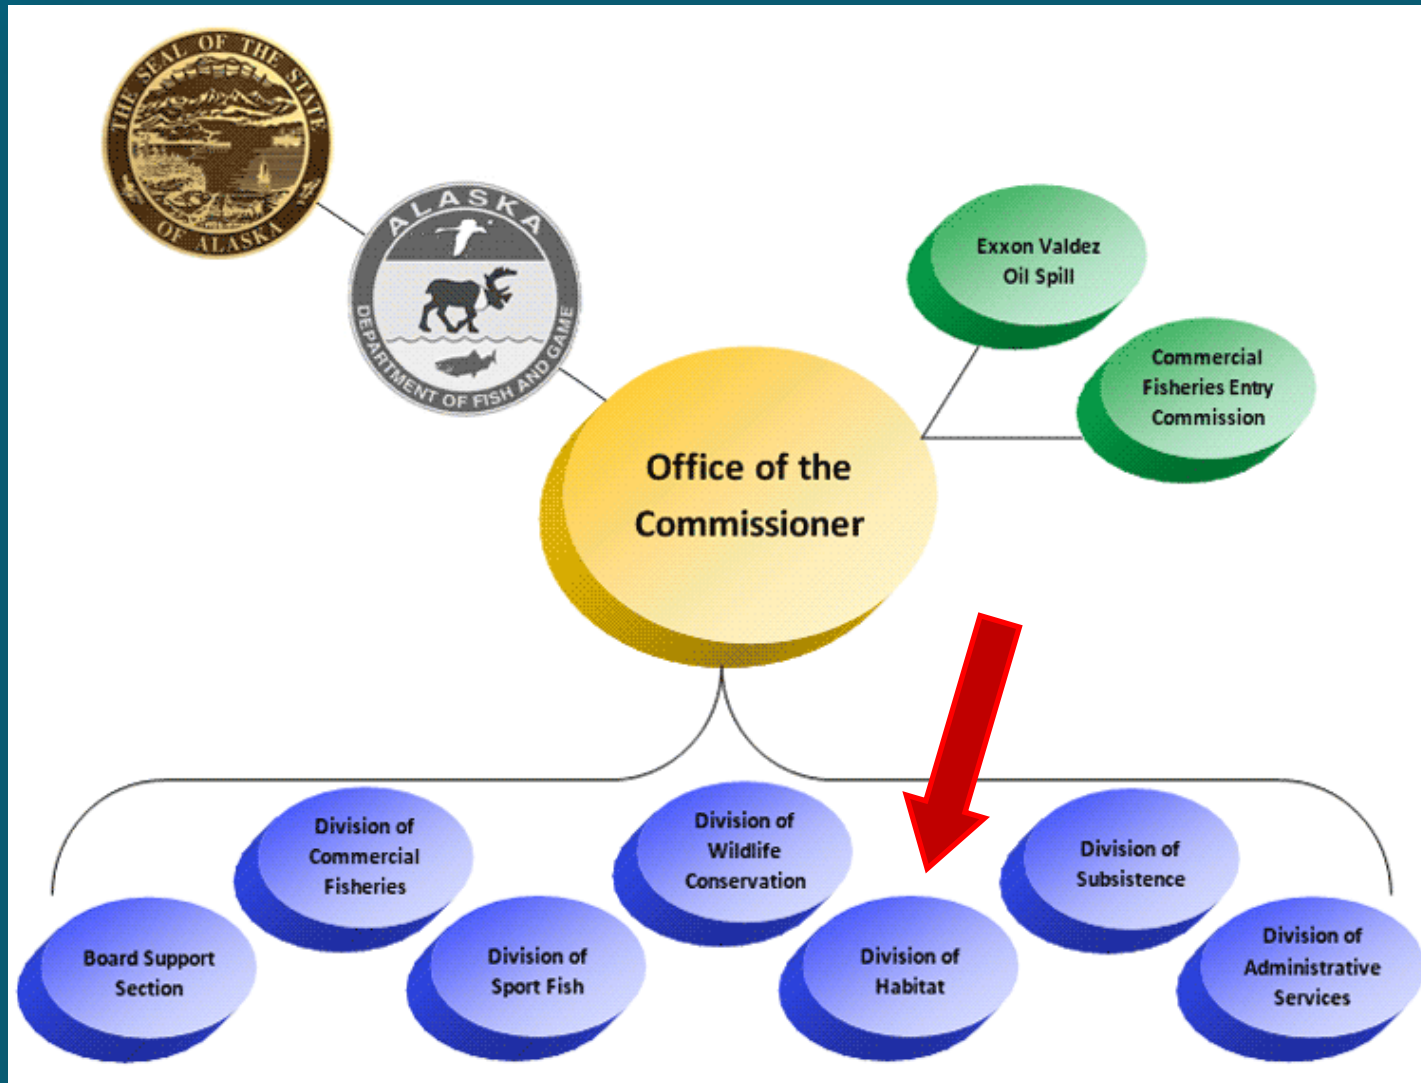 THE SEAL OF THE STATE
OF ALASKA
ALASKA
DEPARTMENT OF FISH AND GAME
Exxon Valdez
Oil Spill
Commercial
Fisheries Entry
Commission
Office of the
Commissioner
Division of
Commercial
Fisheries
Division of
Wildlife
Conservation
Division of
Subsistence
Board Support
Section
Division of
Sport Fish
Division of
Habitat
Division of
Administrative
Services